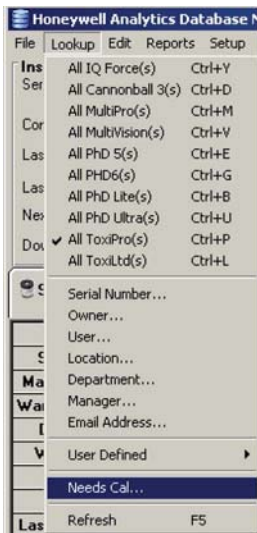 Honeywell Analytics Database
File Lookup Edit Reports Setup
All IQ Force(s) Ctrl+Y
All Cannonball 3(s) Ctrl+D
All MultiPro(s) Ctrl+M
All MultiVision(s) Ctrl+V
All PhD 5(s) Ctrl+E
All PHD6(s) Ctrl+G
All PhD Lite(s) Ctrl+B
All PhD Ultra(s) Ctrl+U
✔ All ToxiPro(s) Ctrl+P
All ToxiLtd(s) Ctrl+L
Serial Number...
Owner...
User...
Location...
Department...
Manager...
Email Address...
User Defined
Needs Cal...
Refresh F5